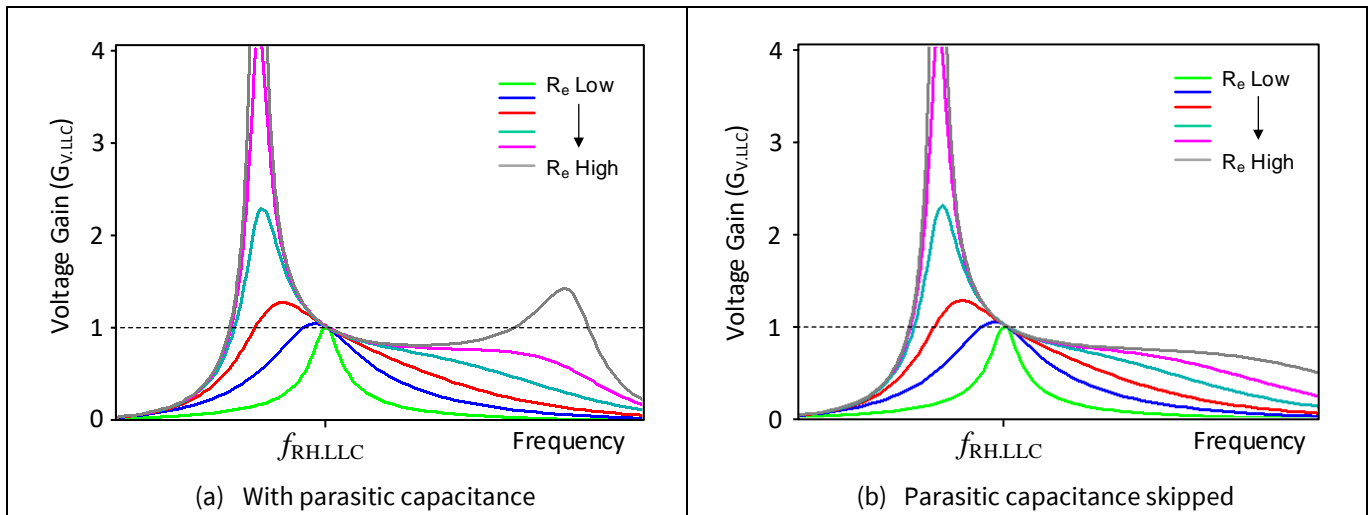 4
3
2
1
0
Voltage Gain (GV.LLC)
Re Low
Re High
fRH.LLC
Frequency
(a) With parasitic capacitance
4
3
2
1
0
Voltage Gain (GV.LLC)
Re Low
Re High
fRH.LLC
Frequency
(b) Parasitic capacitance skipped